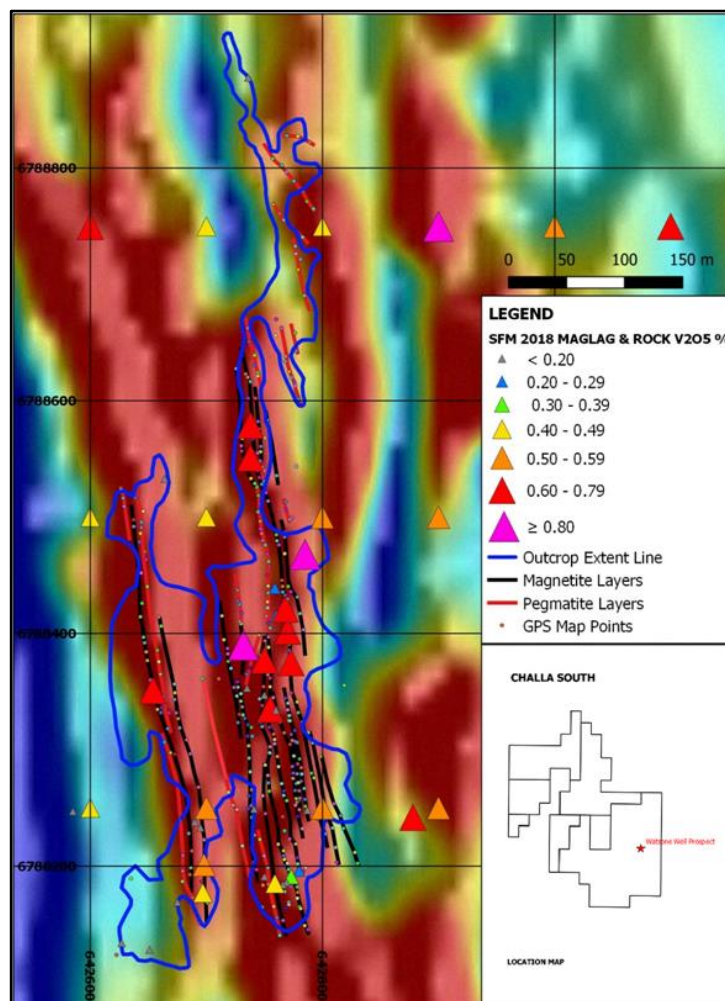 6788800
0 50 100 150 m
LEGEND
SFM 2018 MAGLAG & ROCK V2O5 %
< 0.20
0.20 - 0.29
0.30 - 0.39
0.40 - 0.49
0.50 - 0.59
0.60 - 0.79
≥ 0.80
Outcrop Extent Line
Magnetite Layers
Pegmatite Layers
GPS Map Points
6788600
6788400
6788200
642600
642800
CHALLA SOUTH
Watsons Well Prospect
LOCATION MAP